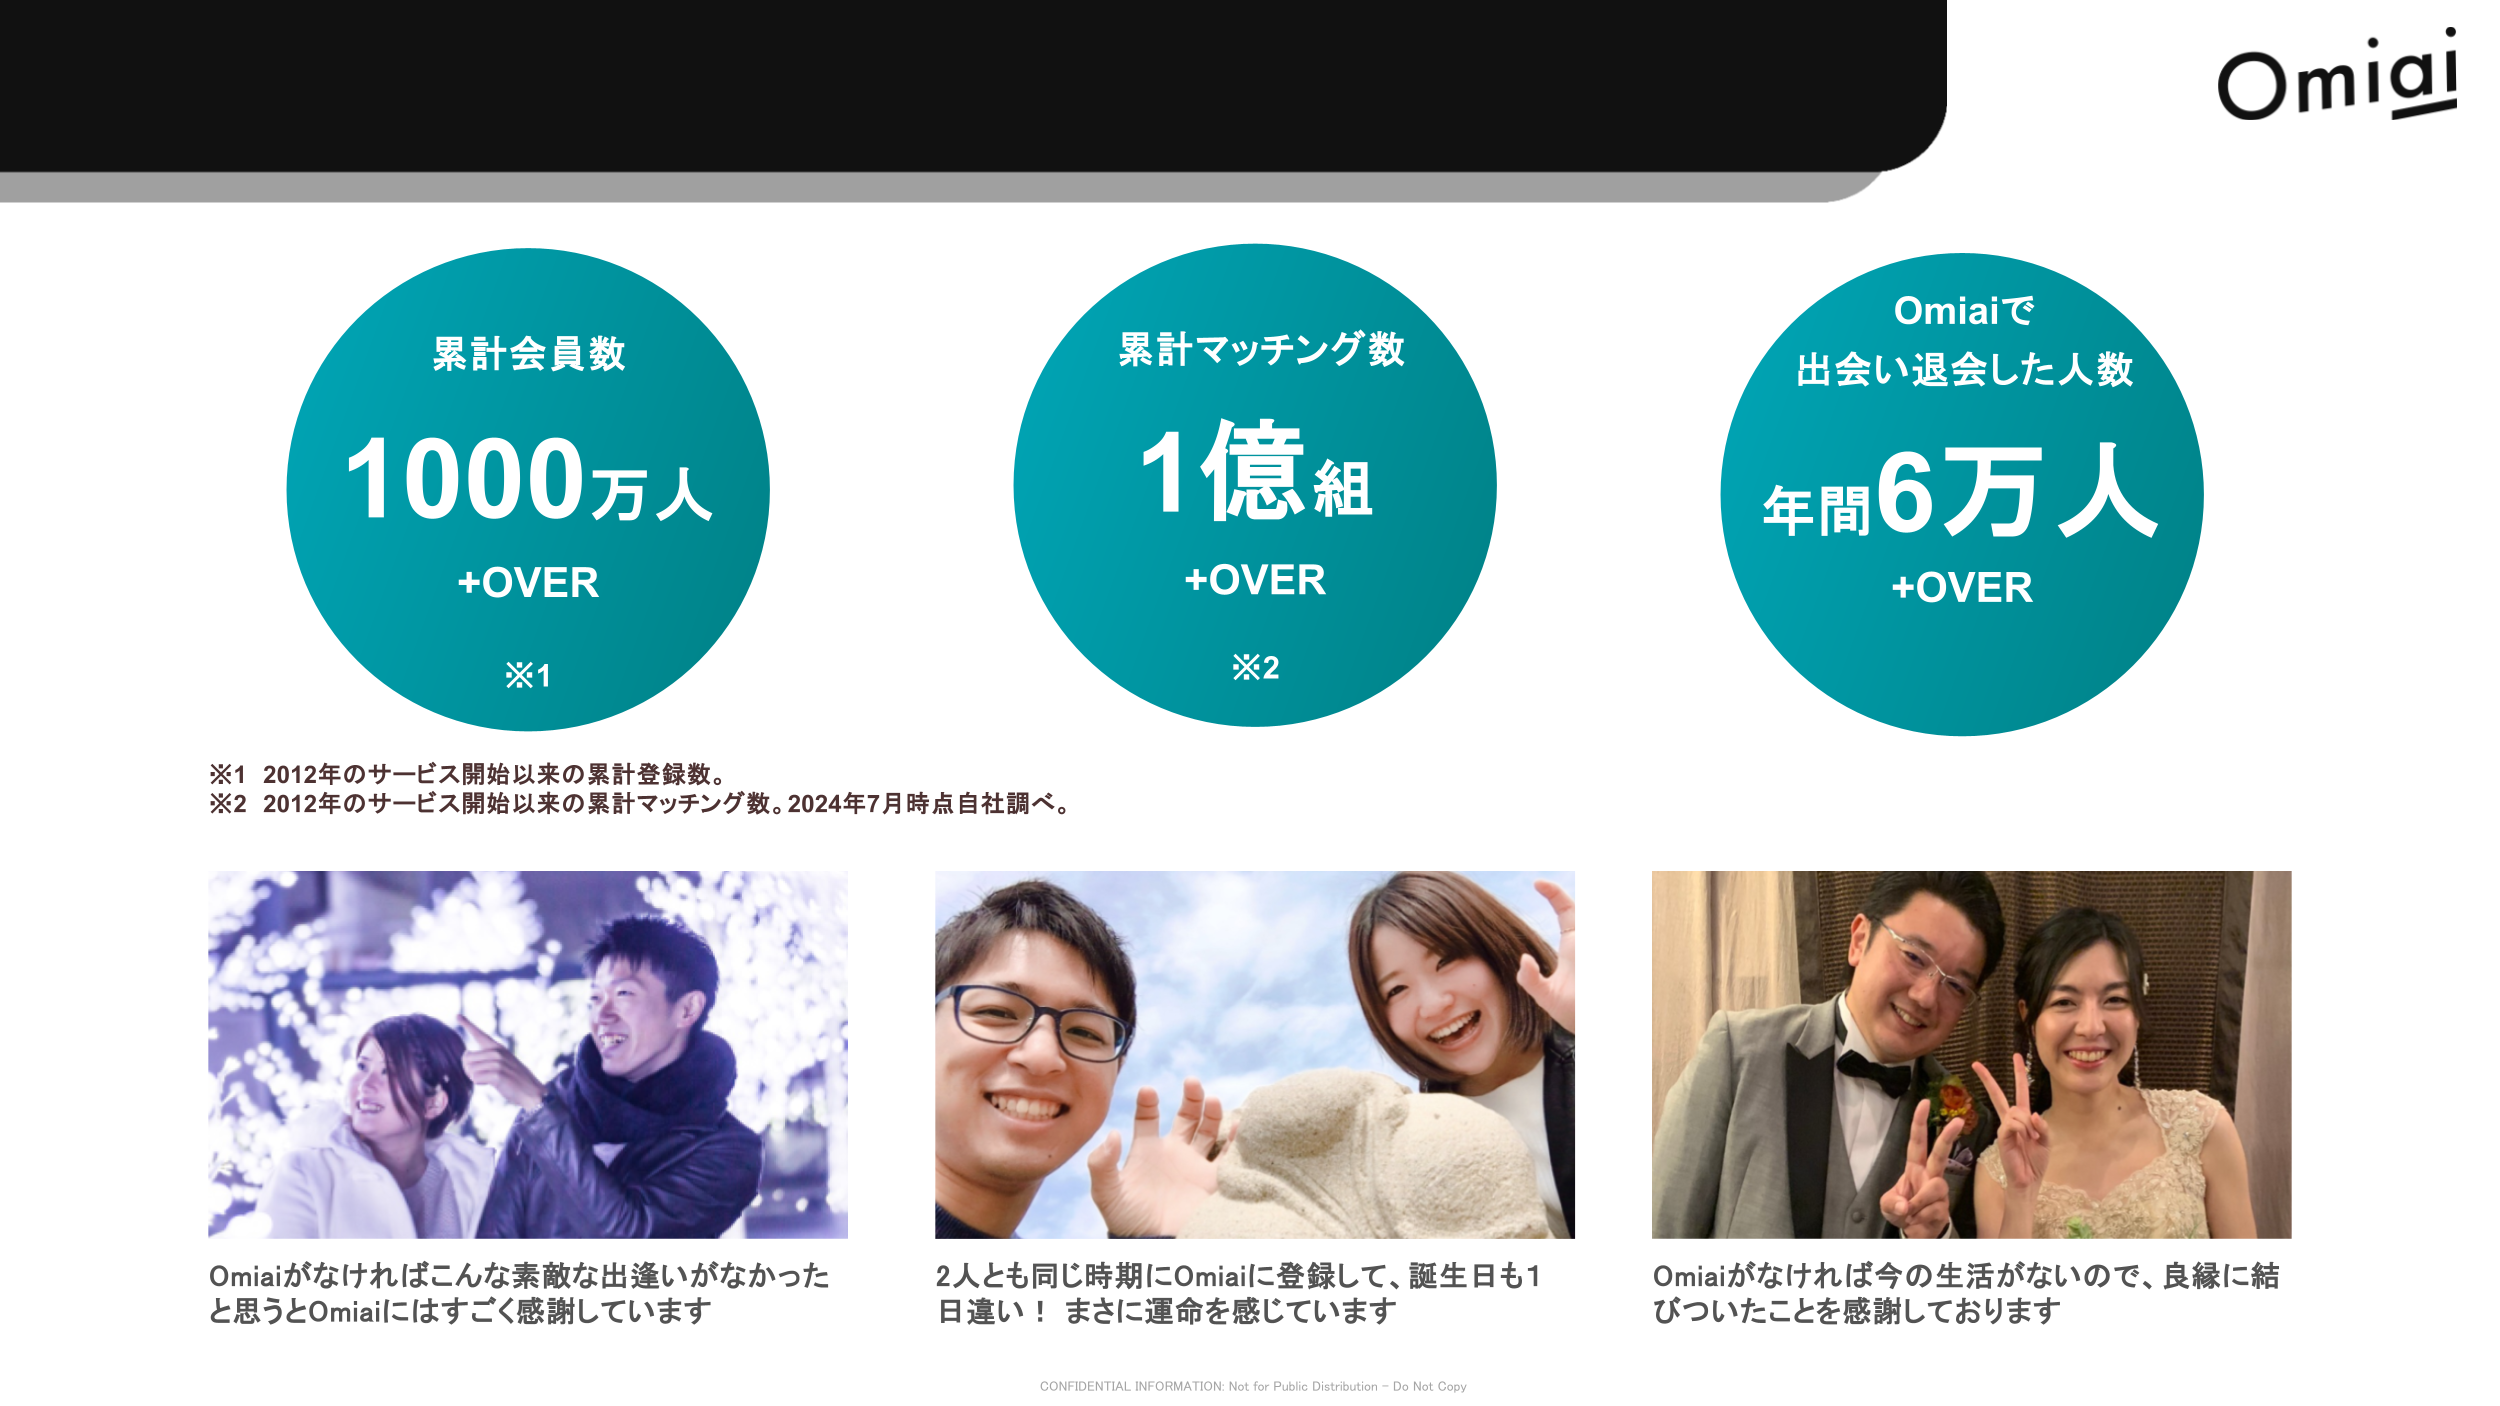 Omiai
累計会員数
1000万人
+OVER
※1
累計マッチング数
1億組
+OVER
※2
Omiaiで
出会い退会した人数
年間6万人
+OVER
※1 2012年のサービス開始以来の累計登録数。
※2 2012年のサービス開始以来の累計マッチング数。2024年7月時点自社調べ。
Omiaiがなければこんな素敵な出逢いがなかった
と思うとOmiaiにはすごく感謝しています
2人とも同じ時期にOmiaiに登録して、誕生日も1
日違い！ まさに運命を感じています
Omiaiがなければ今の生活がないので、良縁に結
びついたことを感謝しております
CONFIDENTIAL INFORMATION: Not for Public Distribution - Do Not Copy